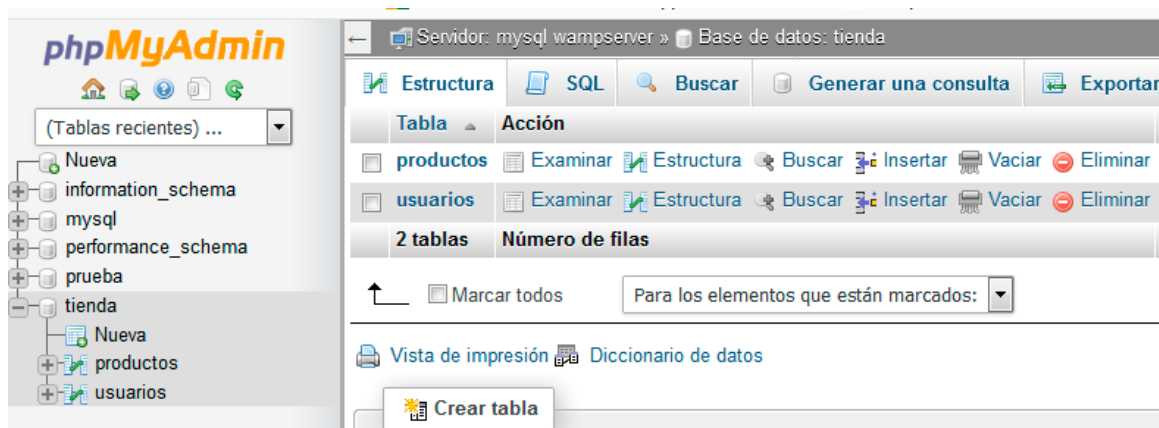 phpMyAdmin
(Tablas recientes) ...
Nueva
information_schema
mysql
performance_schema
prueba
tienda
Nueva
productos
usuarios
Servidor: mysql wampserver » Base de datos: tienda
Estructura SQL Buscar Generar una consulta Exportar
Tabla Acción
productos Examinar Estructura Buscar Insertar Vaciar Eliminar
usuarios Examinar Estructura Buscar Insertar Vaciar Eliminar
2 tablas Número de filas
Marcar todos Para los elementos que están marcados:
Vista de impresión Diccionario de datos
Crear tabla